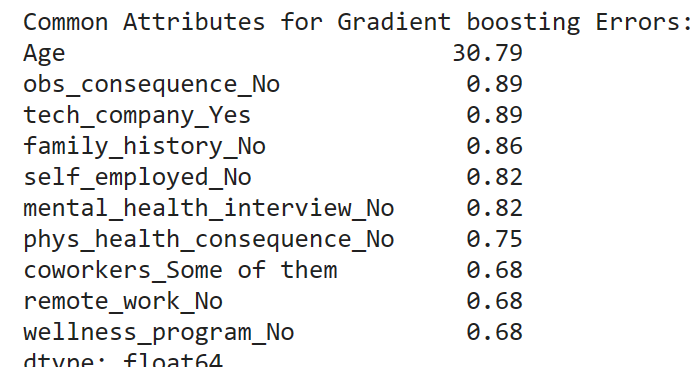 Common Attributes for Gradient boosting Errors:
Age 30.79
obs_consequence_No 0.89
tech_company_Yes 0.89
family_history_No 0.86
self_employed_No 0.82
mental_health_interview_No 0.82
phys_health_consequence_No 0.75
coworkers_Some of them 0.68
remote_work_No 0.68
wellness_program_No 0.68
dtype: float64